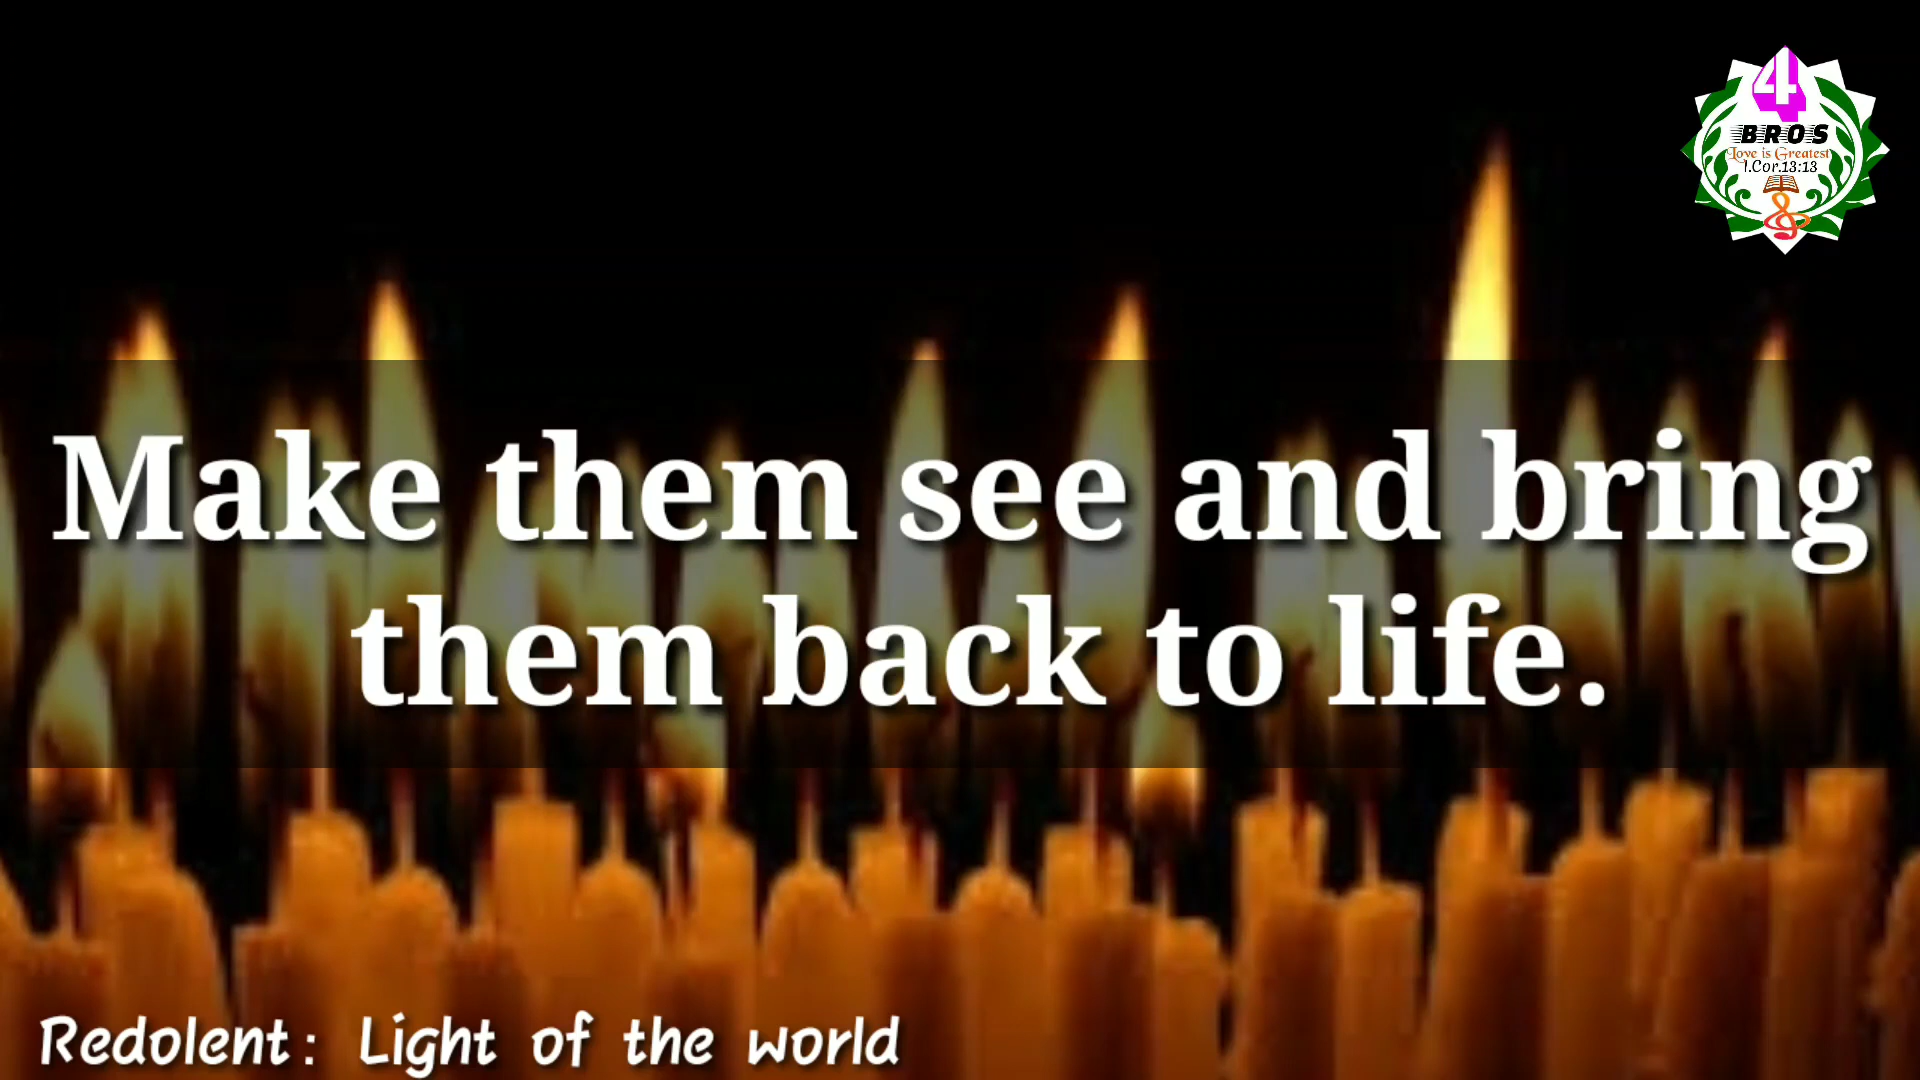 4
BROS
Love is Greatest
1.Cor.13:13
Make them see and bring
them back to life.
Redolent: Light of the world